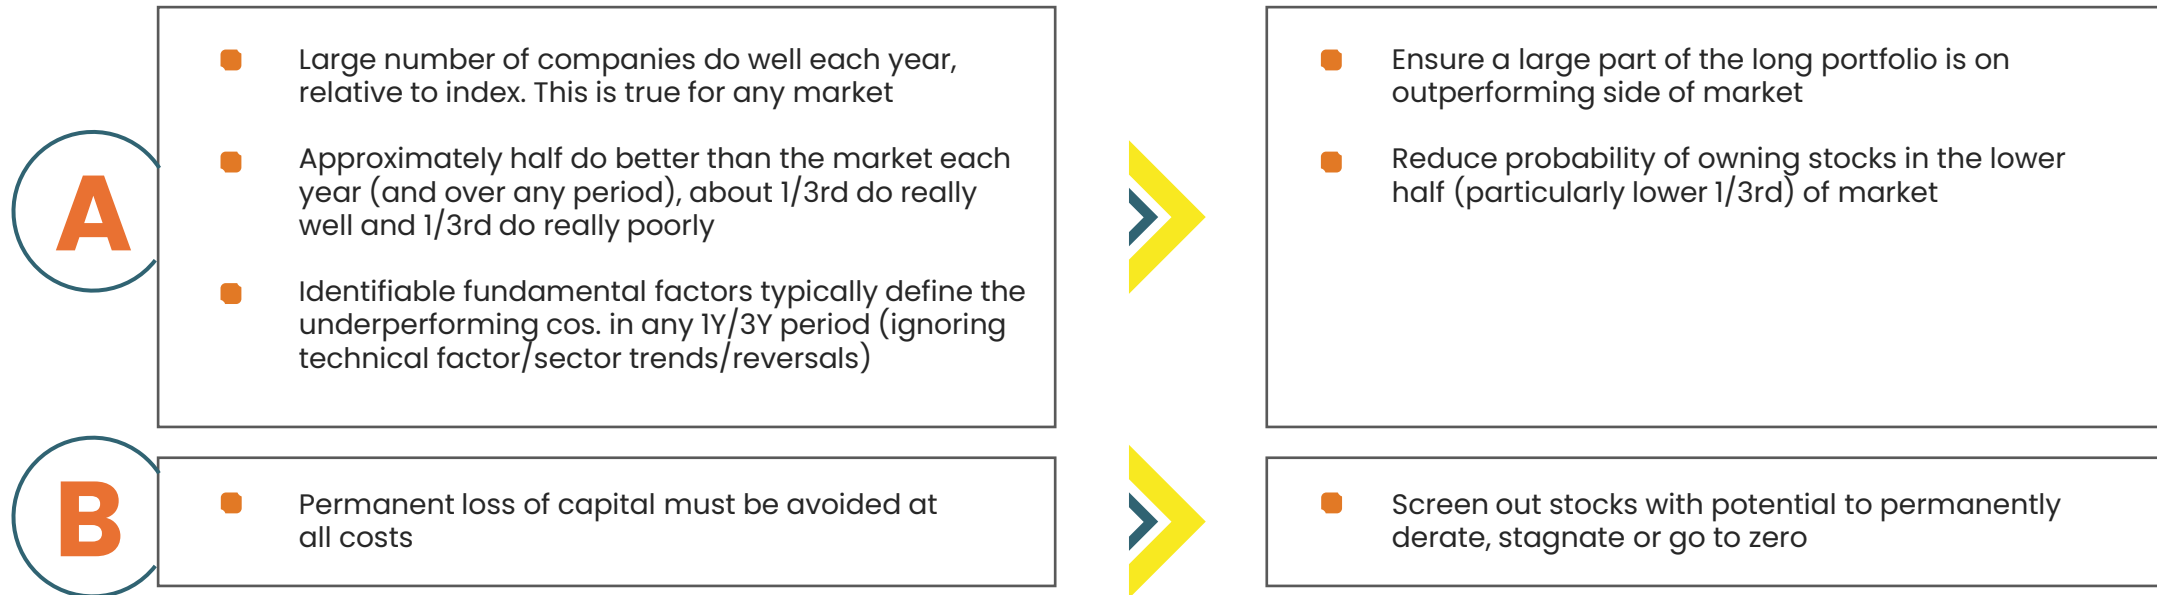 A
Large number of companies do well each year,
relative to index. This is true for any market
Approximately half do better than the market each
year (and over any period), about 1/3rd do really
well and 1/3rd do really poorly
Identifiable fundamental factors typically define the
underperforming cos. in any 1Y/3Y period (ignoring
technical factor/sector trends/reversals)
Ensure a large part of the long portfolio is on
outperforming side of market
Reduce probability of owning stocks in the lower
half (particularly lower 1/3rd) of market
B
Permanent loss of capital must be avoided at
all costs
Screen out stocks with potential to permanently
derate, stagnate or go to zero